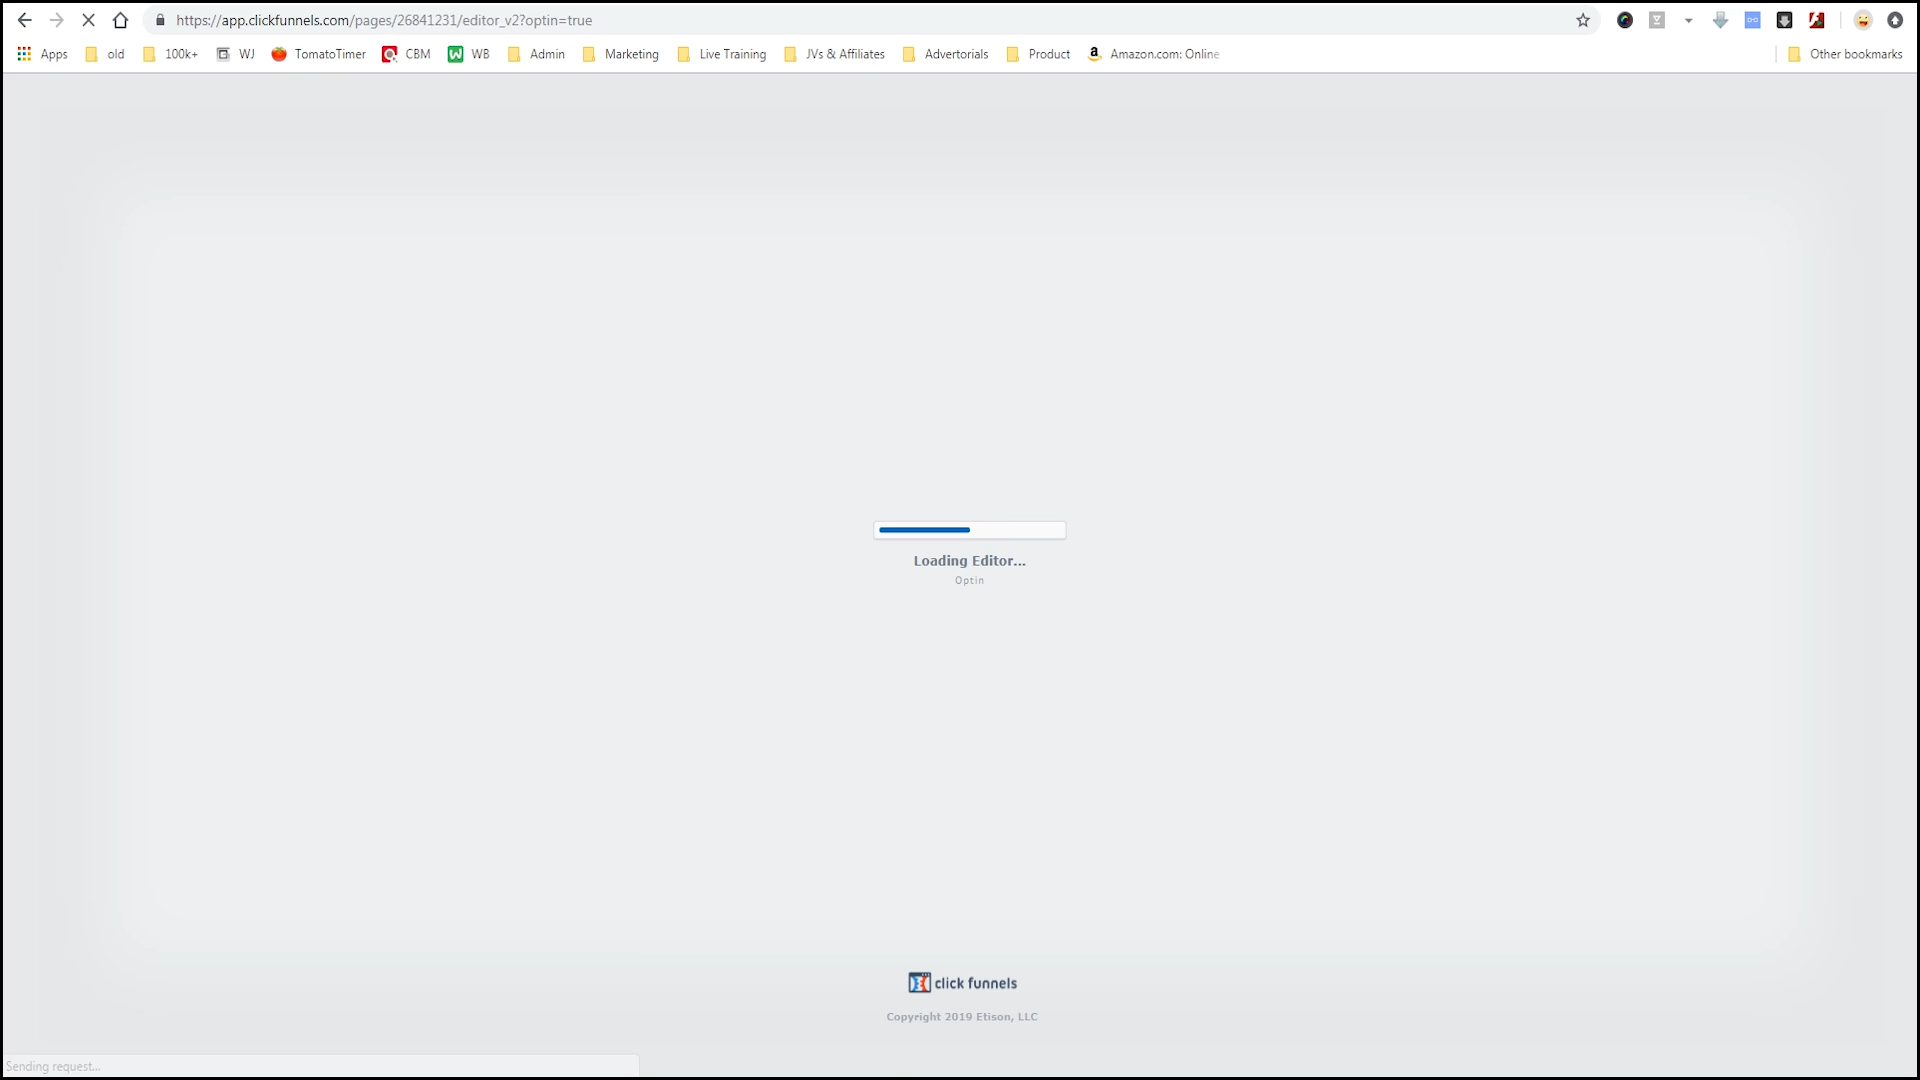 https://app.clickfunnels.com/pages/26841231/editor_v2?optin=true
Apps old 100k+ WJ TomatoTimer CBM WB Admin Marketing Live Training JVs & Affiliates Advertorials Product Amazon.com: Online Other bookmarks
Loading Editor...
Optin
click funnels
Copyright 2019 Etison, LLC
Sending request...